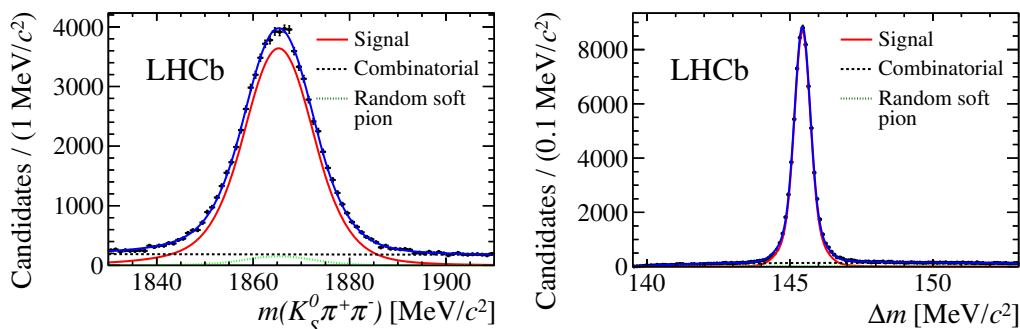 Candidates / (1 MeV/c²)
4000
3000
2000
1000
0
LHCb
Signal
Combinatorial
Random soft
pion
1840 1860 1880 1900
m(K⁰ₛπ⁺π⁻) [MeV/c²]
Candidates / (0.1 MeV/c²)
8000
6000
4000
2000
0
LHCb
Signal
Combinatorial
Random soft
pion
140 145 150
Δm [MeV/c²]